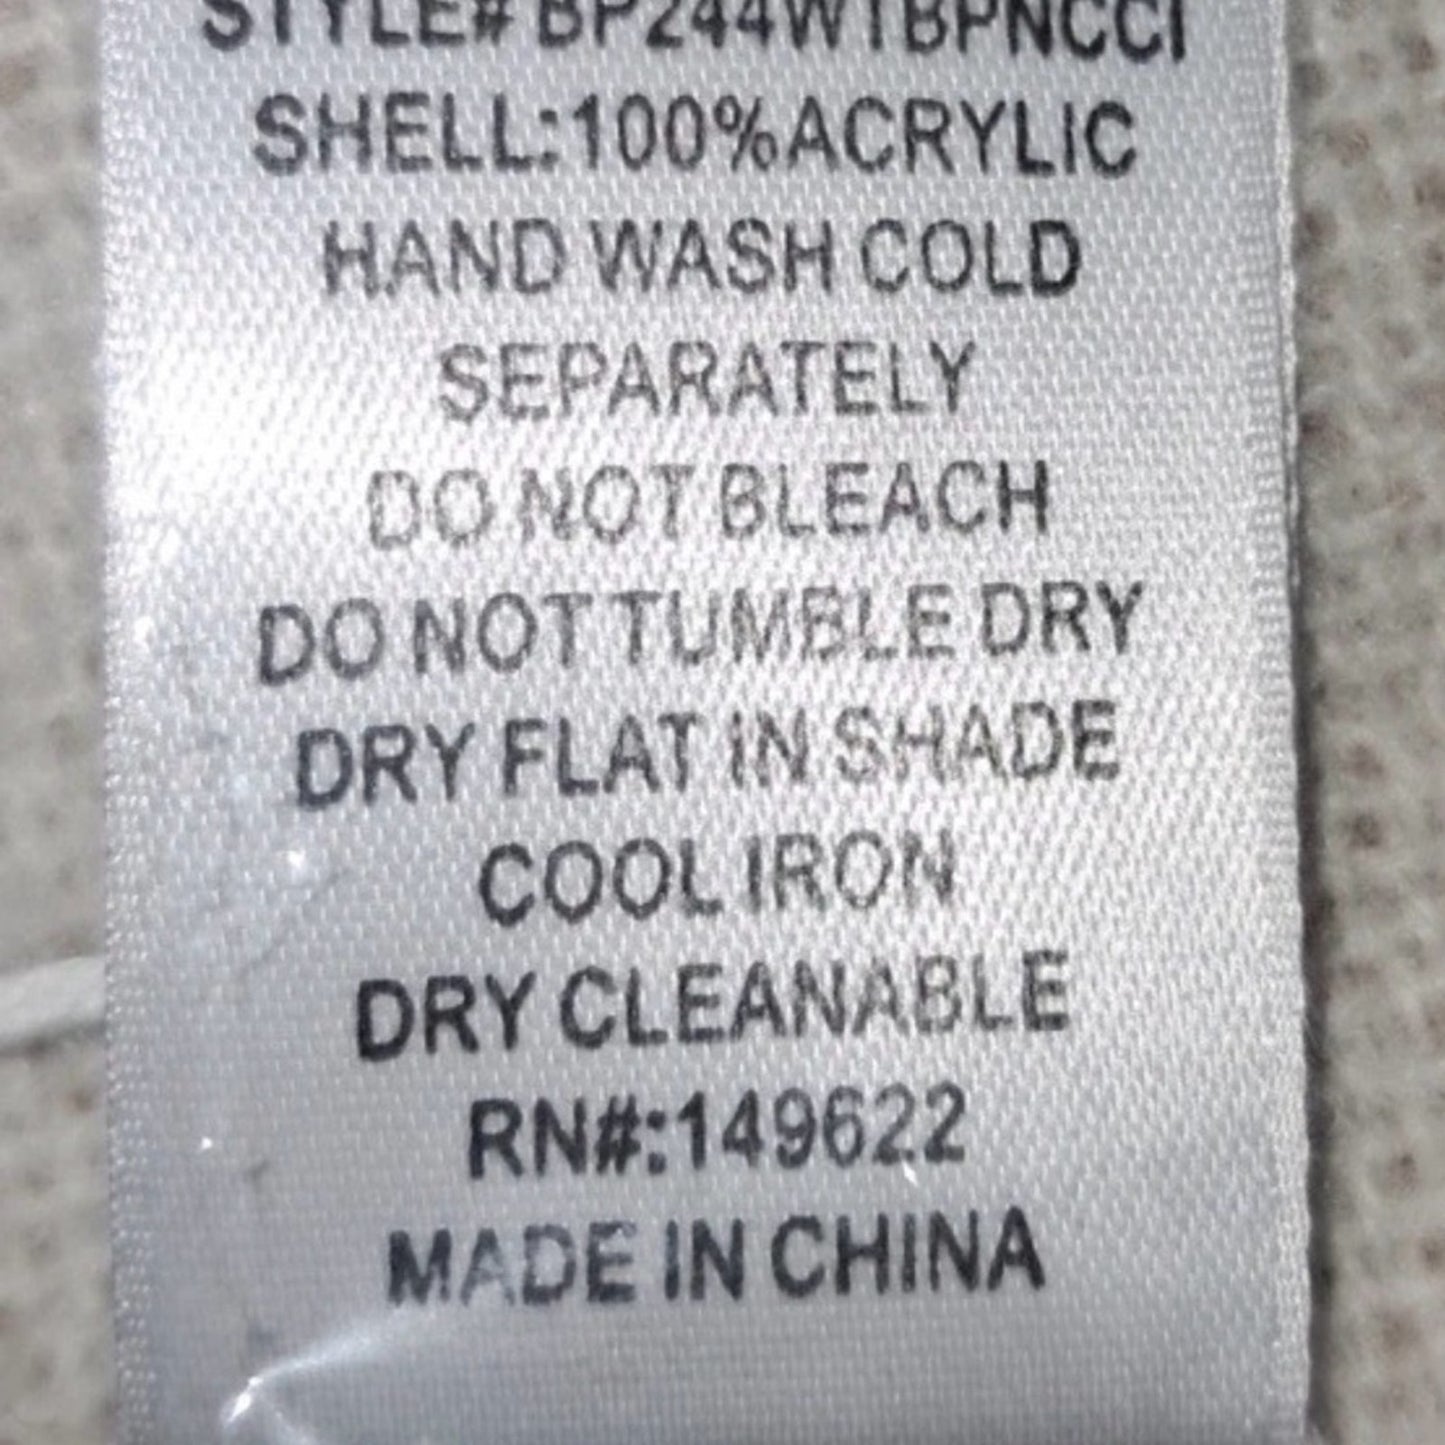 STYLE# BP244WTBPNCCI
SHELL:100%ACRYLIC
HAND WASH COLD
SEPARATELY
DO NOT BLEACH
DO NOT TUMBLE DRY
DRY FLAT IN SHADE
COOL IRON
DRY CLEANABLE
RN#:149622
MADE IN CHINA